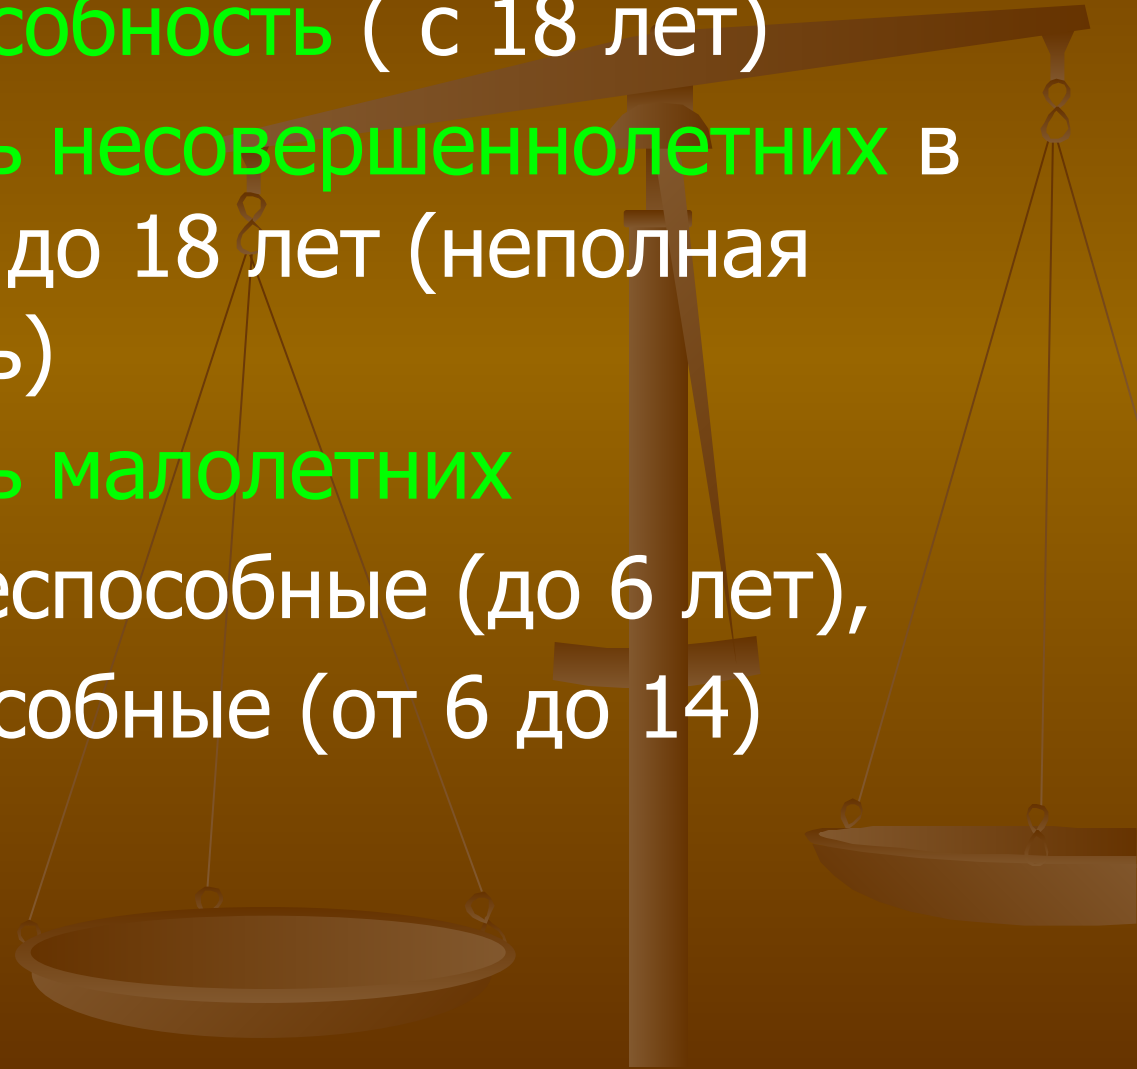 собность ( с 18 лет)
ь несовершеннолетних в
до 18 лет (неполная
ь)
ь малолетних
еспособные (до 6 лет),
собные (от 6 до 14)